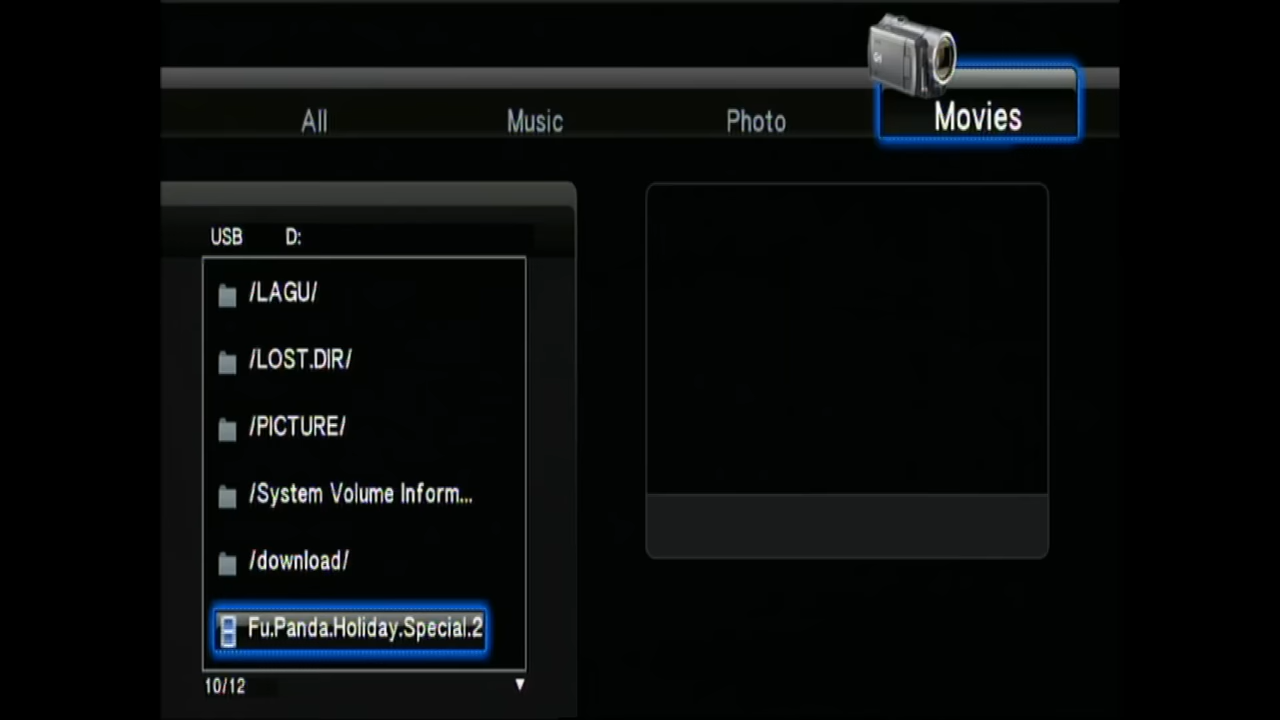 All Music Photo Movies
USB D:
/LAGU/
/LOST.DIR/
/PICTURE/
/System Volume Inform...
/download/
Fu.Panda.Holiday.Special.2
10/12